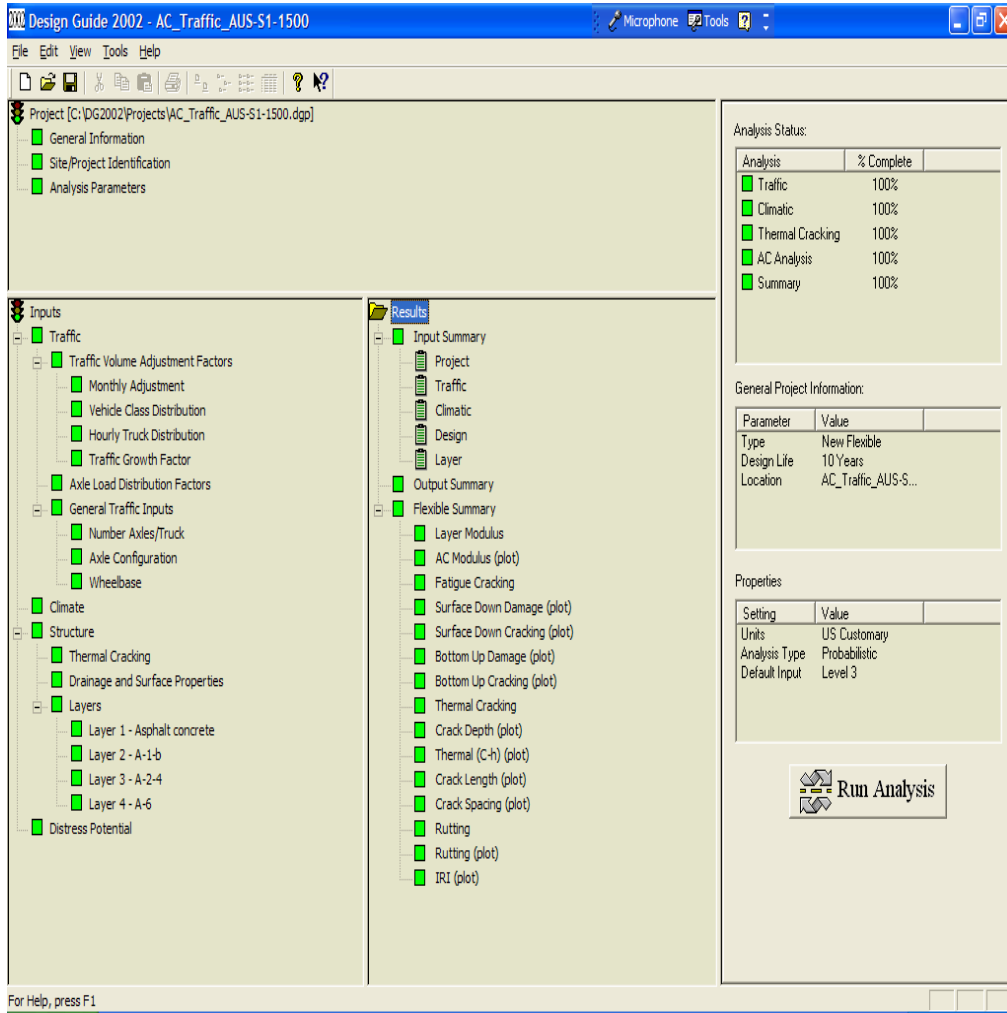 Design Guide 2002 - AC_Traffic_AUS-S1-1500
Microphone Tools
File Edit View Tools Help
Project [C:\DG2002\Projects\AC_Traffic_AUS-S1-1500.dgp]
General Information
Site/Project Identification
Analysis Parameters
Inputs
Traffic
Traffic Volume Adjustment Factors
Monthly Adjustment
Vehicle Class Distribution
Hourly Truck Distribution
Traffic Growth Factor
Axle Load Distribution Factors
General Traffic Inputs
Number Axles/Truck
Axle Configuration
Wheelbase
Climate
Structure
Thermal Cracking
Drainage and Surface Properties
Layers
Layer 1 - Asphalt concrete
Layer 2 - A-1-b
Layer 3 - A-2-4
Layer 4 - A-6
Distress Potential
Results
Input Summary
Project
Traffic
Climatic
Design
Layer
Output Summary
Flexible Summary
Layer Modulus
AC Modulus (plot)
Fatigue Cracking
Surface Down Damage (plot)
Surface Down Cracking (plot)
Bottom Up Damage (plot)
Bottom Up Cracking (plot)
Thermal Cracking
Crack Depth (plot)
Thermal (C-h) (plot)
Crack Length (plot)
Crack Spacing (plot)
Rutting
Rutting (plot)
IRI (plot)
Analysis Status:
Analysis % Complete
Traffic 100%
Climatic 100%
Thermal Cracking 100%
AC Analysis 100%
Summary 100%
General Project Information:
Parameter Value
Type New Flexible
Design Life 10 Years
Location AC_Traffic_AUS-S...
Properties
Setting Value
Units US Customary
Analysis Type Probabilistic
Default Input Level 3
Run Analysis
For Help, press F1